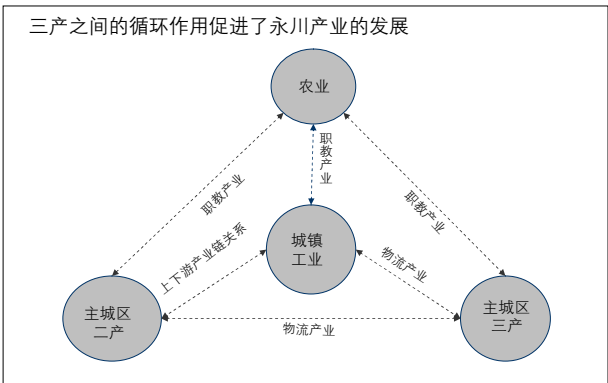 三产之间的循环作用促进了永川产业的发展
农业
职教产业
职教产业
职教产业
城镇
工业
上下游产业链关系
物流产业
主城区
二产
物流产业
主城区
三产